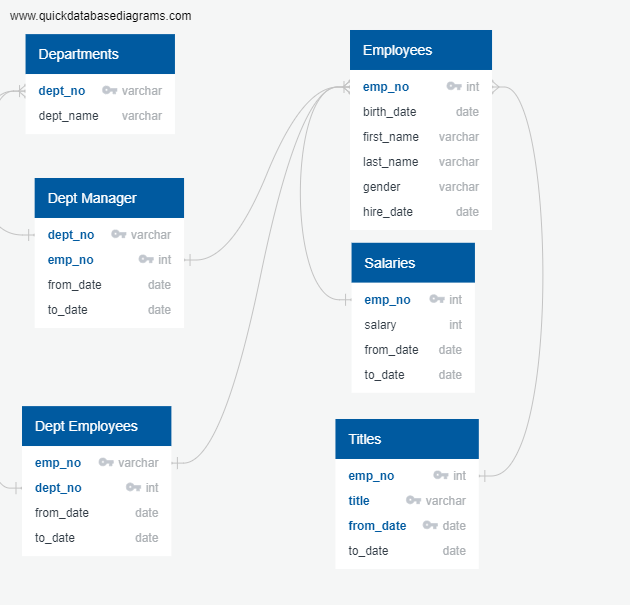 www.quickdatabasediagrams.com
Departments
dept_no varchar
dept_name varchar
Dept Manager
dept_no varchar
emp_no int
from_date date
to_date date
Dept Employees
emp_no varchar
dept_no int
from_date date
to_date date
Employees
emp_no int
birth_date date
first_name varchar
last_name varchar
gender varchar
hire_date date
Salaries
emp_no int
salary int
from_date date
to_date date
Titles
emp_no int
title varchar
from_date date
to_date date